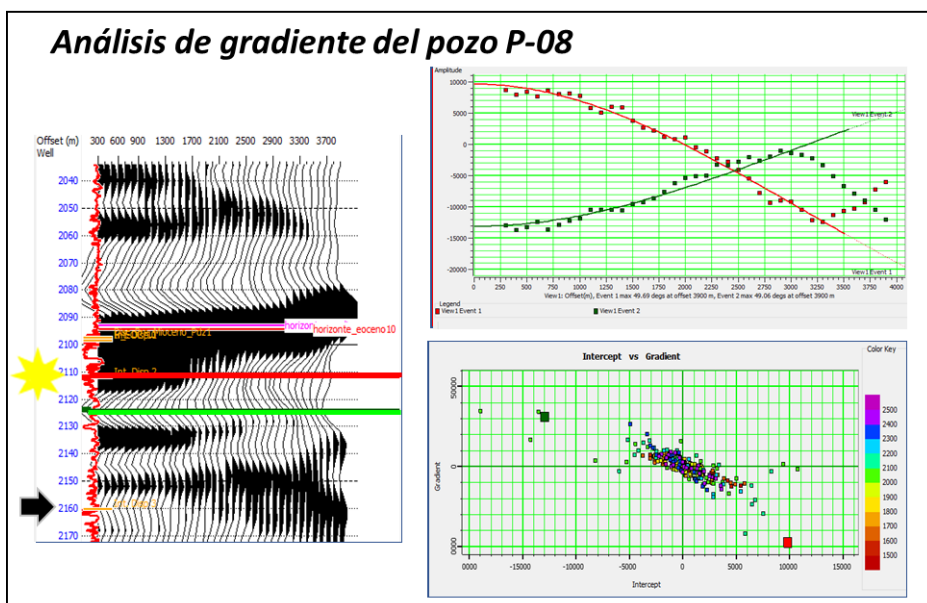 Análisis de gradiente del pozo P-08
Offset (m) 300 600 900 1300 1700 2100 2500 2900 3300 3700
Well
2040
2050
2060
2070
2080
2090
2100
2110
2120
2130
2140
2150
2160
2170
horizon
horizonte_eoceno10
Int_Disp_2
Amplitude
10000
5000
0
-5000
-10000
-15000
-20000
View1 Event 2
View1 Event 1
0 250 500 750 1000 1250 1500 1750 2000 2250 2500 2750 3000 3250 3500 3750 4000
View 1: Offset(m), Event 1 max 49.69 degs at offset 3900 m, Event 2 max 49.06 degs at offset 3900 m
Legend
View1 Event 1 View1 Event 2
Intercept vs Gradient
Color Key
50000
0
Gradient
-15000 -10000 -5000 0 5000 10000 15000
Intercept
2500
2400
2300
2200
2100
2000
1900
1800
1700
1600
1500